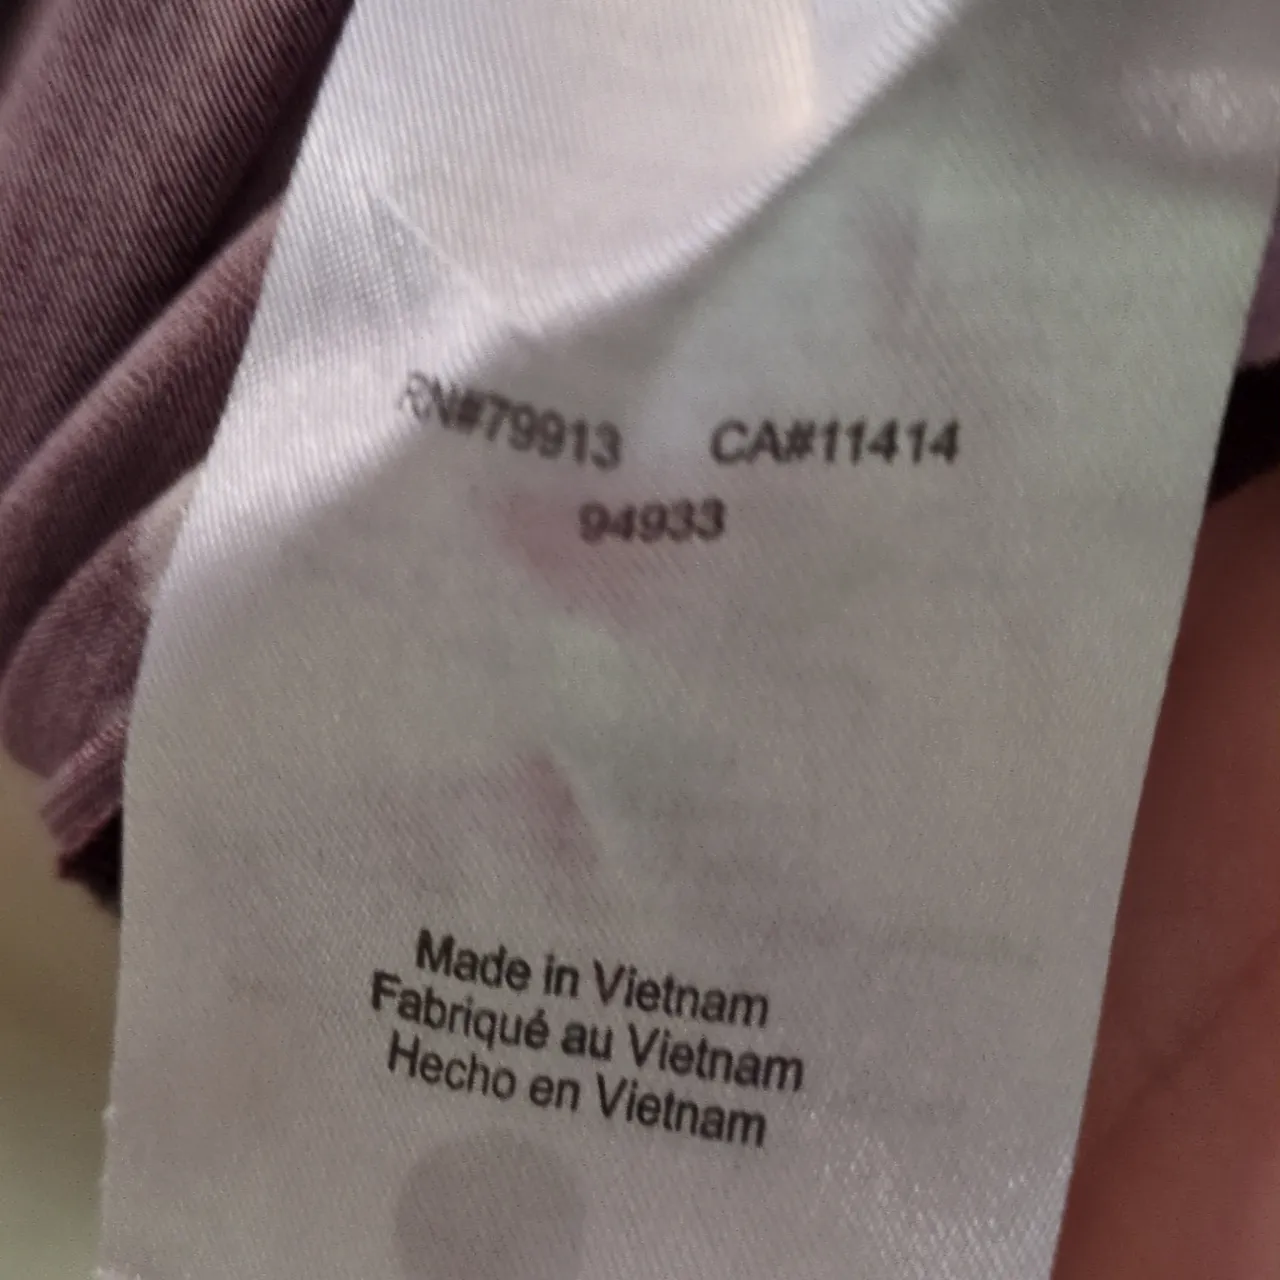 RN#79913 CA#11414
94933
Made in Vietnam
Fabriqué au Vietnam
Hecho en Vietnam